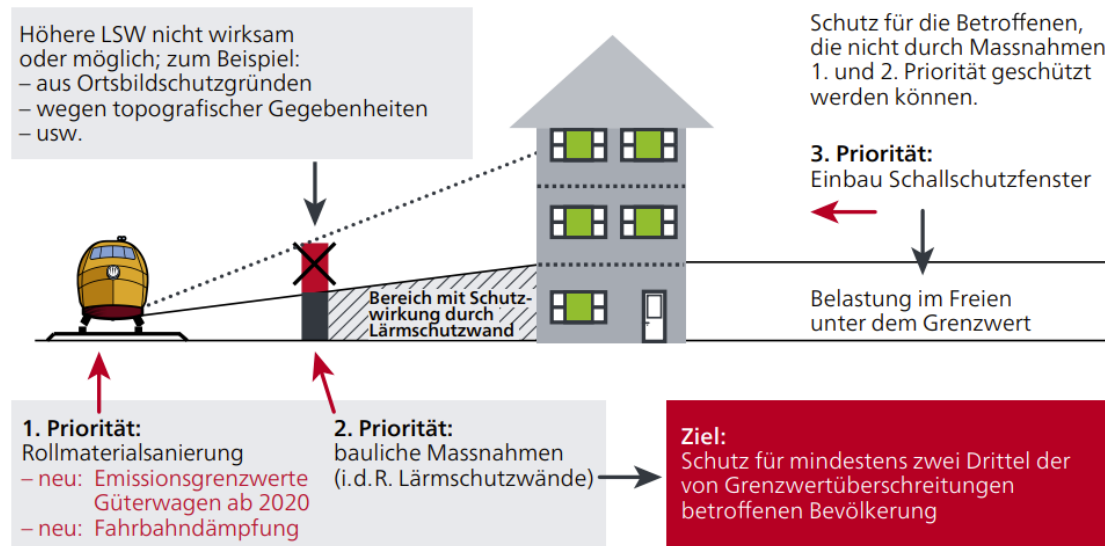 Höhere LSW nicht wirksam
oder möglich; zum Beispiel:
– aus Ortsbildschutzgründen
– wegen topografischer Gegebenheiten
– usw.
Schutz für die Betroffenen,
die nicht durch Massnahmen
1. und 2. Priorität geschützt
werden können.
3. Priorität:
Einbau Schallschutzfenster
Bereich mit Schutz-
wirkung durch
Lärmschutzwand
Belastung im Freien
unter dem Grenzwert
1. Priorität:
Rollmaterialsanierung
– neu: Emissionsgrenzwerte
Güterwagen ab 2020
– neu: Fahrbahndämpfung
2. Priorität:
bauliche Massnahmen
(i.d.R. Lärmschutzwände)
Ziel:
Schutz für mindestens zwei Drittel der
von Grenzwertüberschreitungen
betroffenen Bevölkerung